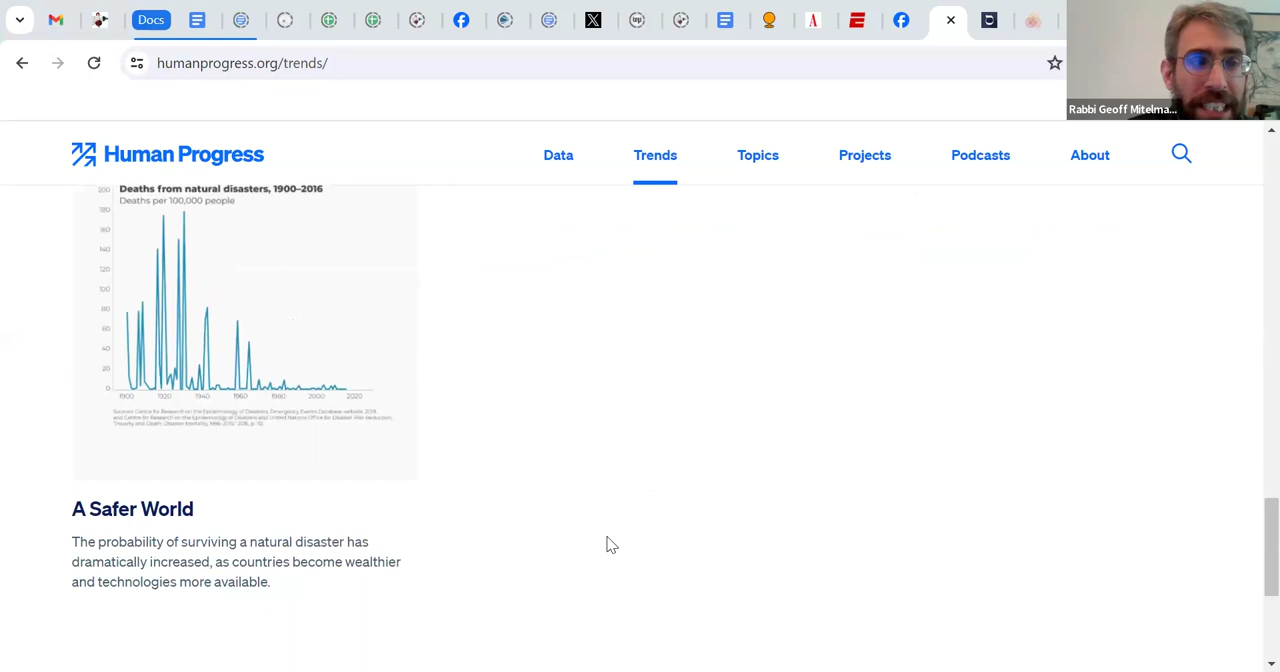 Docs
humanprogress.org/trends/
Rabbi Geoff Mitelma...
Human Progress
Data
Trends
Topics
Projects
Podcasts
About
Deaths from natural disasters, 1900–2016
Deaths per 100,000 people
200
180
160
140
120
100
80
60
40
20
0
1900 1920 1940 1960 1980 2000 2020
A Safer World
The probability of surviving a natural disaster has
dramatically increased, as countries become wealthier
and technologies more available.